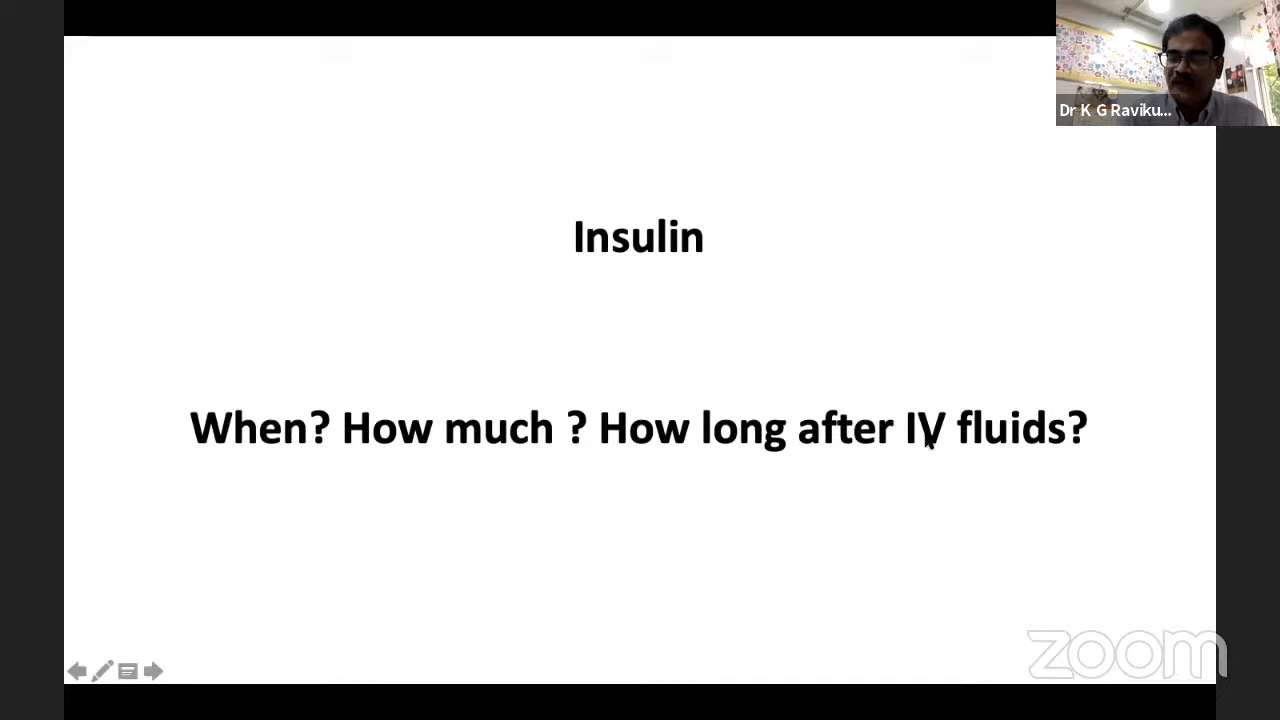 Dr K G Raviku...
Insulin
When? How much ? How long after IV fluids?
zoom